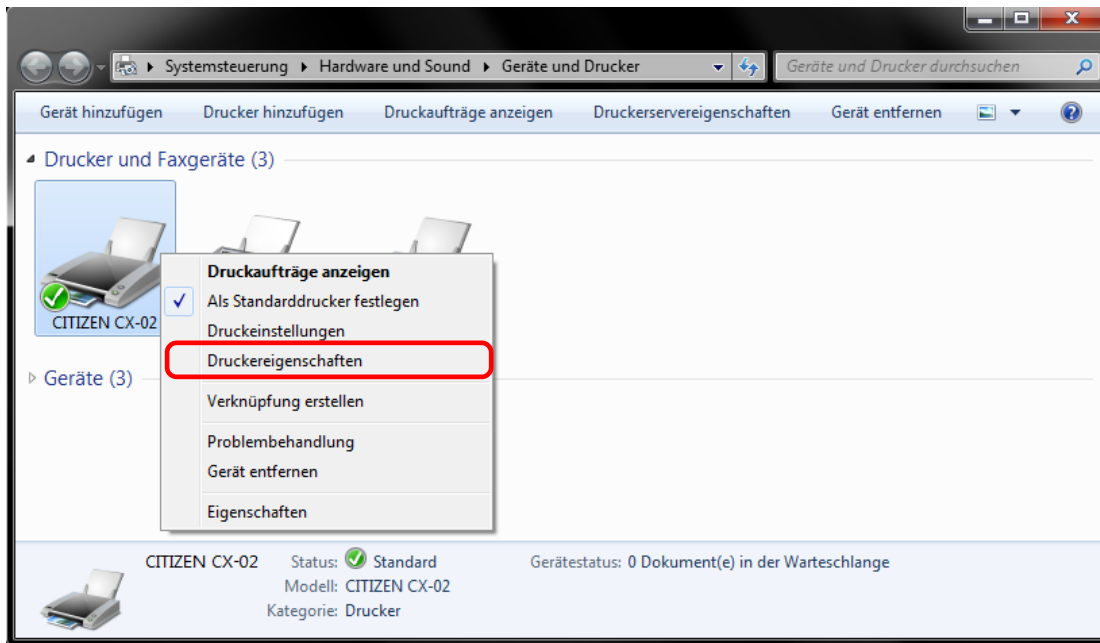 Systemsteuerung ▸ Hardware und Sound ▸ Geräte und Drucker
Geräte und Drucker durchsuchen
Gerät hinzufügen Drucker hinzufügen Druckaufträge anzeigen Druckerservereigenschaften Gerät entfernen
Drucker und Faxgeräte (3)
CITIZEN CX-02
Druckaufträge anzeigen
Als Standarddrucker festlegen
Druckeinstellungen
Druckereigenschaften
Verknüpfung erstellen
Problembehandlung
Gerät entfernen
Eigenschaften
Geräte (3)
CITIZEN CX-02 Status: Standard Gerätestatus: 0 Dokument(e) in der Warteschlange
Modell: CITIZEN CX-02
Kategorie: Drucker